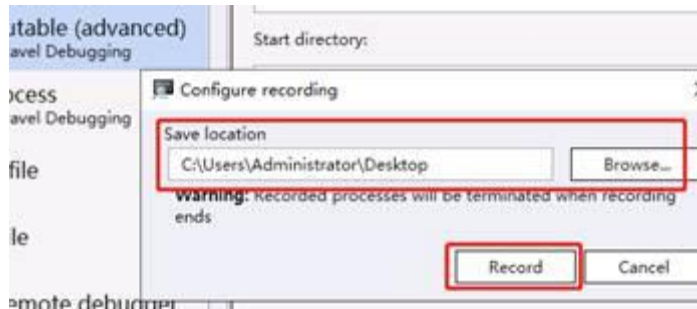 utable (advanced)
avel Debugging
Start directory:
ocess
avel Debugging
file
le
emote debugger
Configure recording
Save location
C:\Users\Administrator\Desktop
Browse...
Warning: Recorded processes will be terminated when recording
ends
Record
Cancel